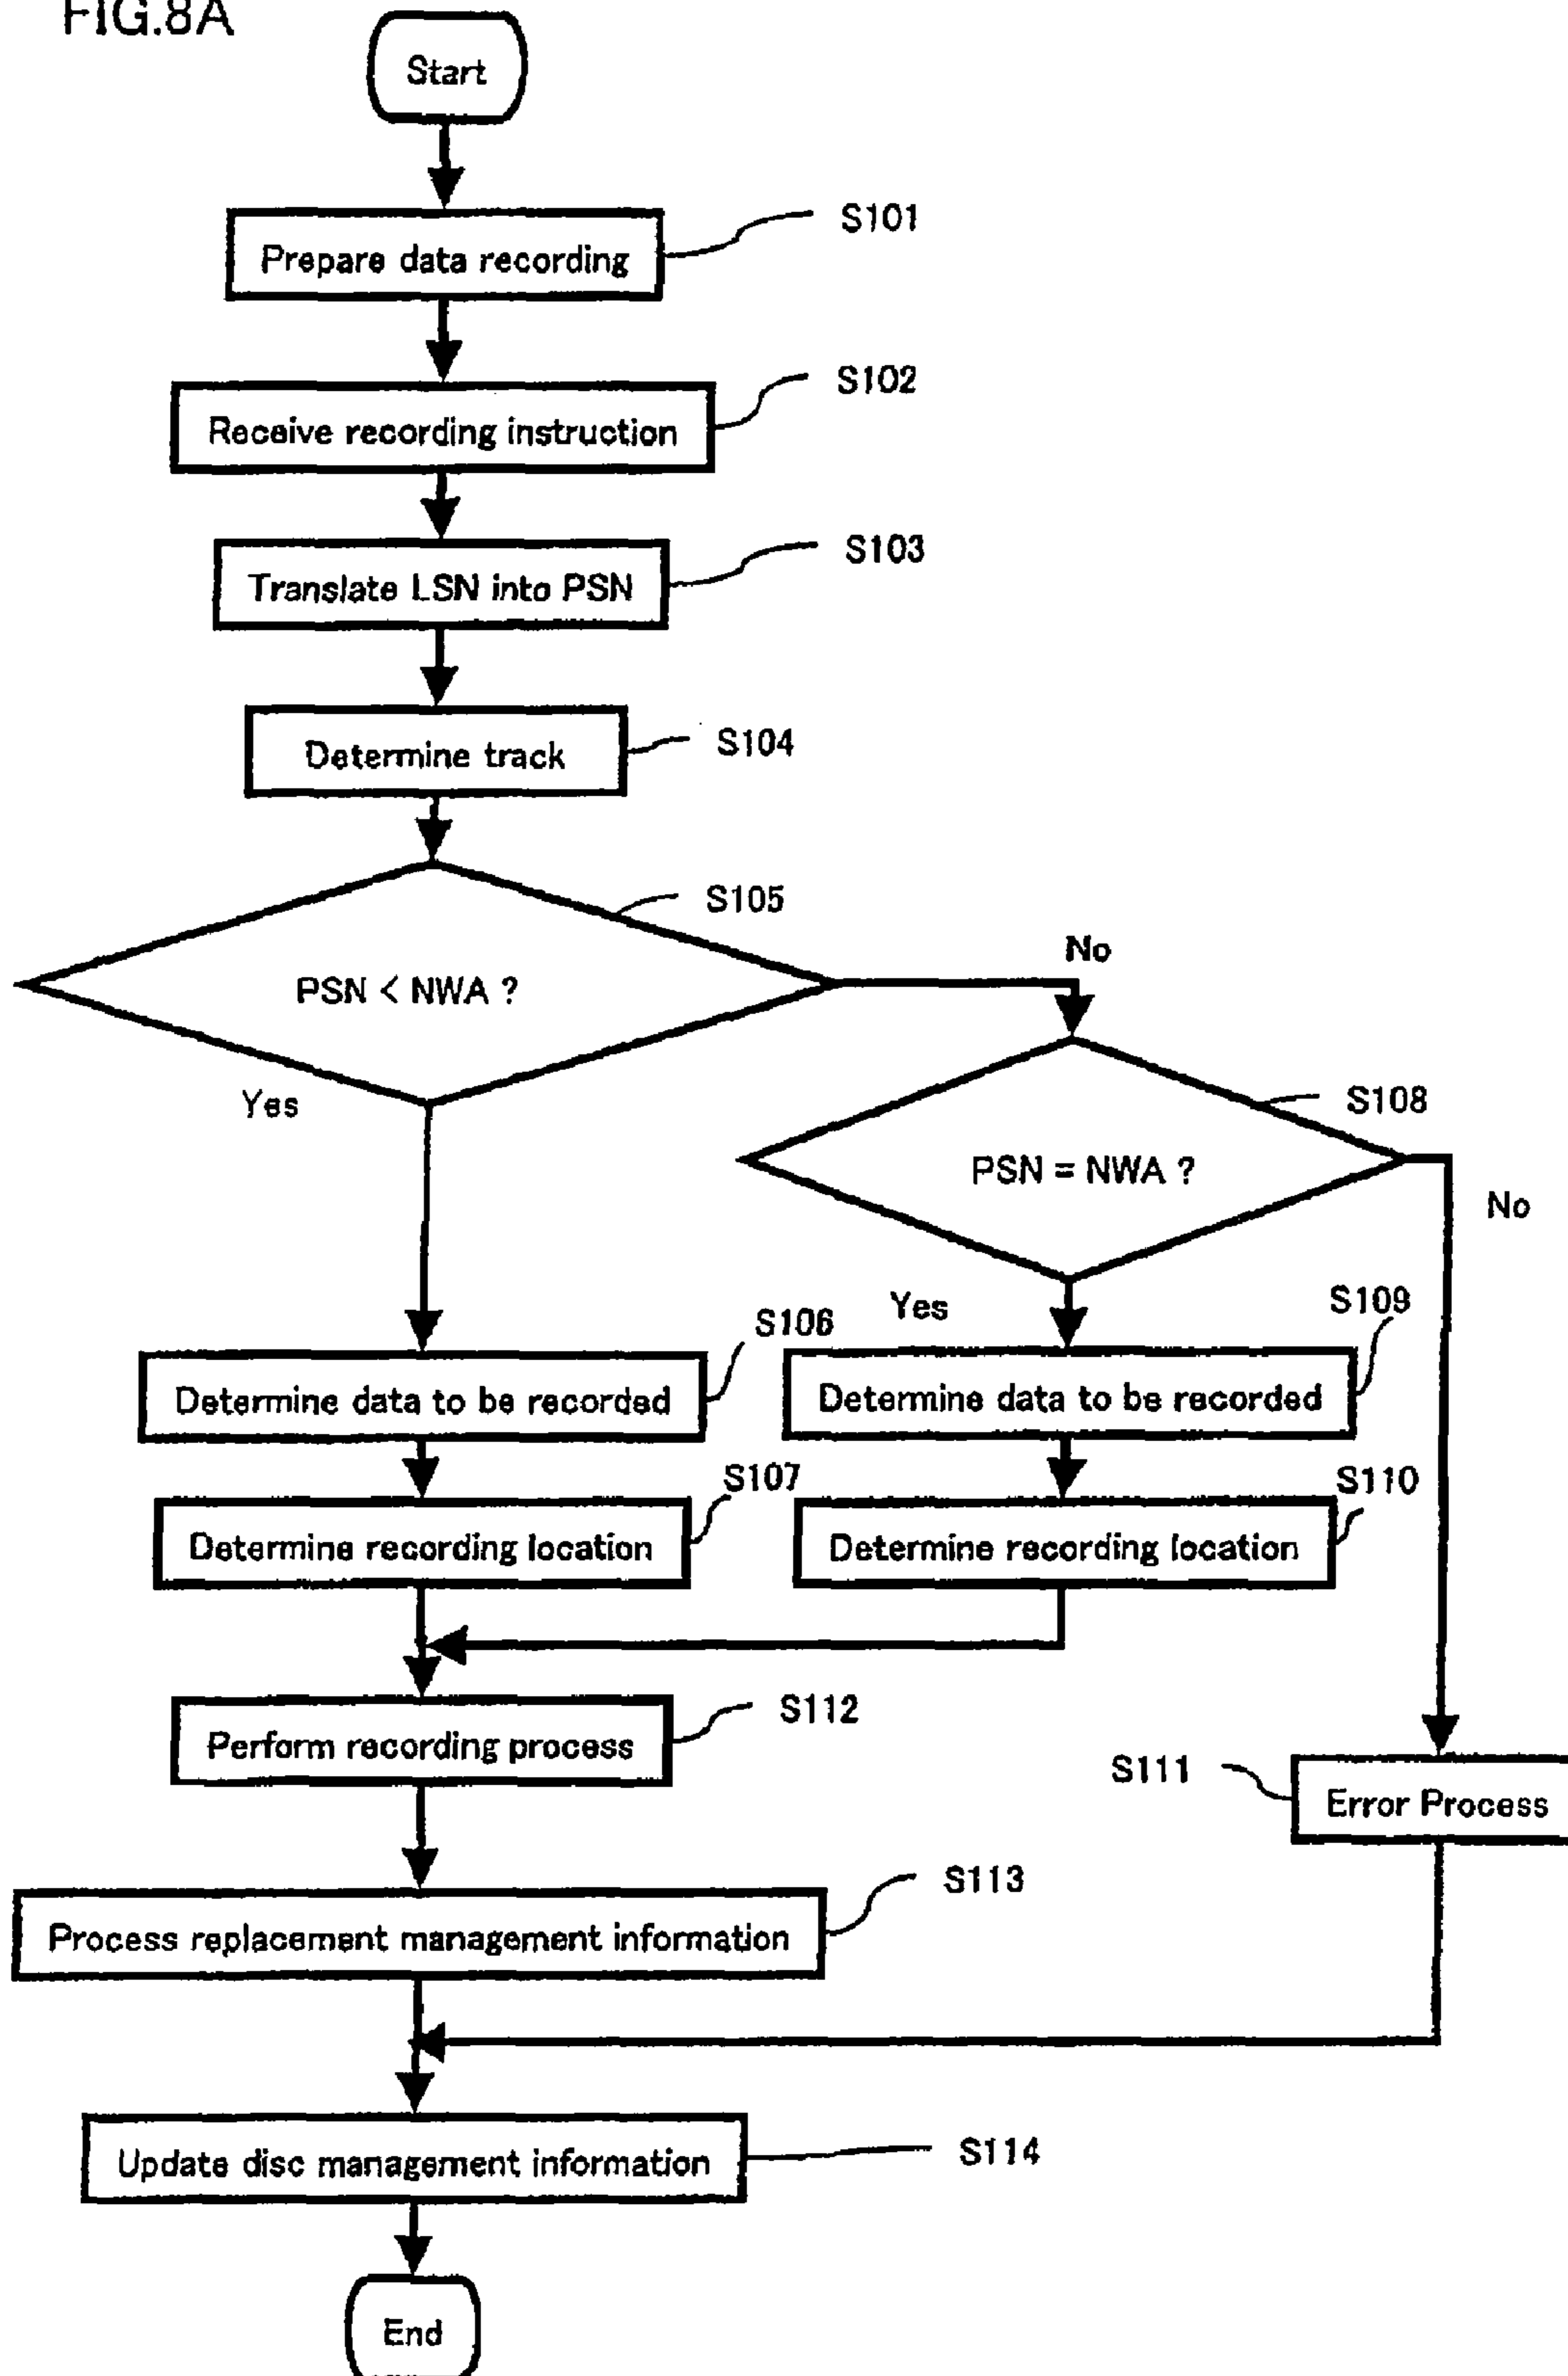 FIG.8A
Start
S101
Prepare data recording
S102
Receive recording instruction
S103
Translate LSN into PSN
S104
Determine track
S105
No
PSN < NWA ?
Yes
S108
PSN = NWA ?
No
Yes
S109
S106
Determine data to be recorded
Determine data to be recorded
S107
S110
Determine recording location
Determine recording location
S112
Perform recording process
S111
Error Process
S113
Process replacement management information
S114
Update disc management information
End